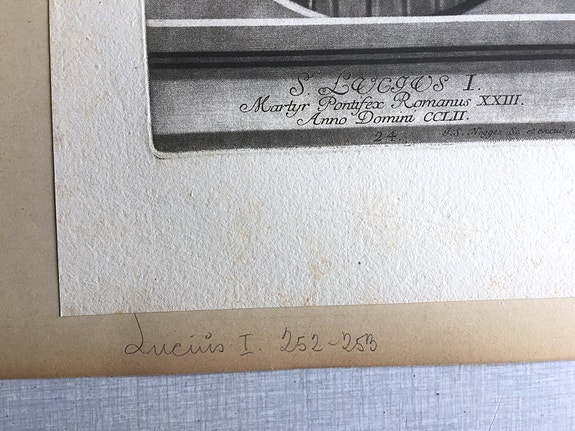 S. LUCIUS I.
Martyr Pontifex Romanus XXIII.
Anno Domini CCLII.
24.
Lucius I. 252-253